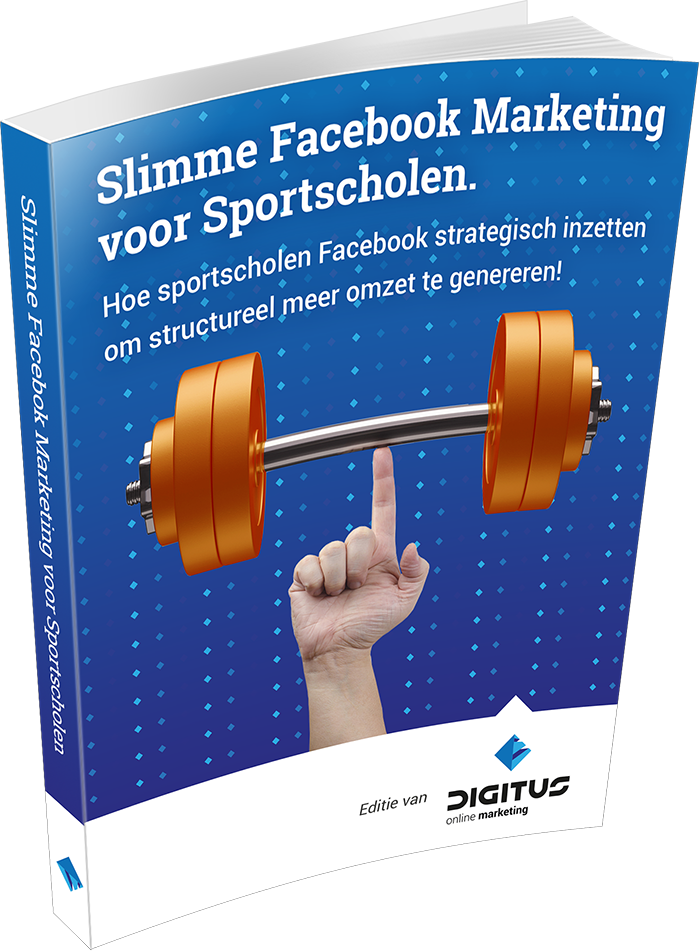 Slimme Facebook Marketing
voor Sportscholen.
Hoe sportscholen Facebook strategisch inzetten
om structureel meer omzet te genereren!
Slimme Facebok Marketing voor Sportscholen
Editie van
DIGITUS
online marketing